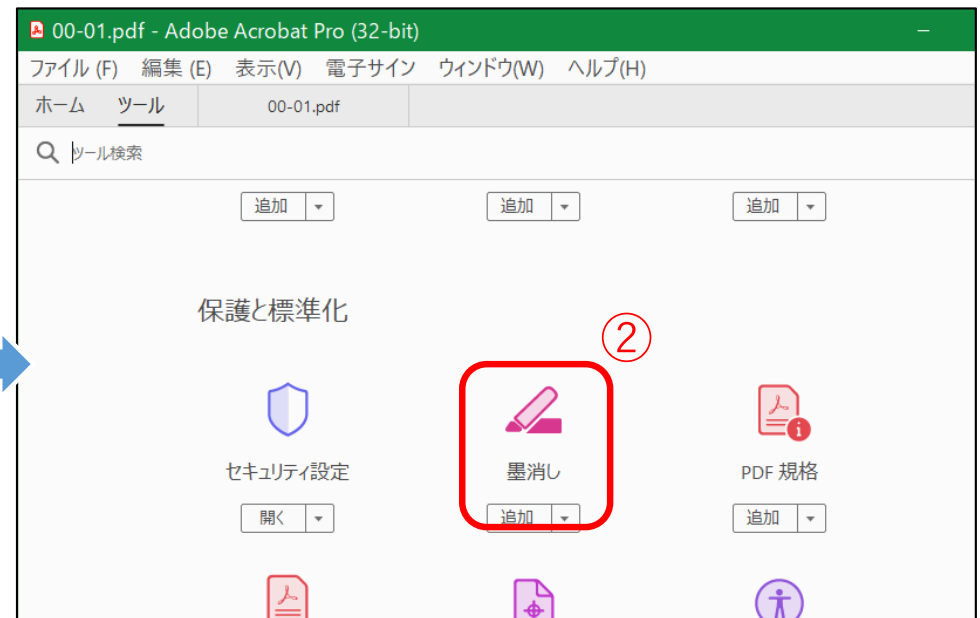 00-01.pdf - Adobe Acrobat Pro (32-bit)
ファイル (F) 編集 (E) 表示(V) 電子サイン ウィンドウ(W) ヘルプ(H)
ホーム ツール 00-01.pdf
ツール検索
追加 追加 追加
保護と標準化
②
セキュリティ設定 墨消し PDF 規格
開く 追加 追加